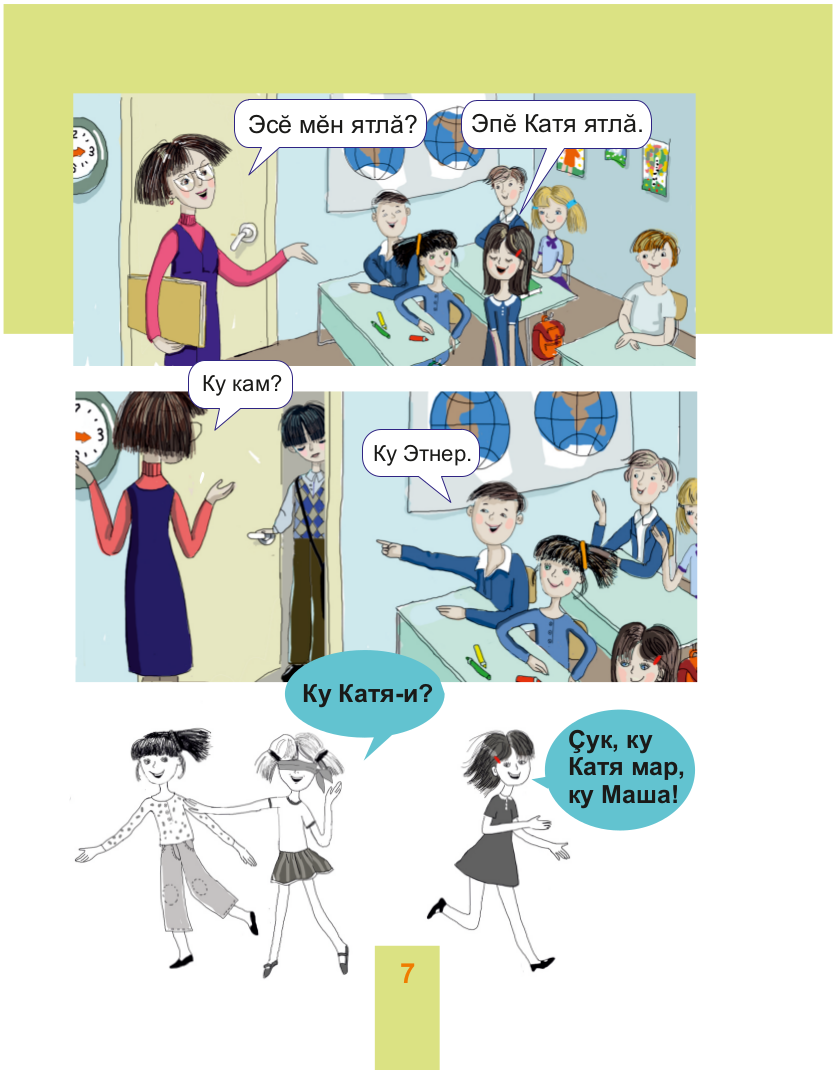 Эсӗ мӗн ятлӑ?
Эпӗ Катя ятлӑ.
Ку кам?
Ку Этнер.
Ку Катя-и?
Ҫук, ку
Катя мар,
ку Маша!
7